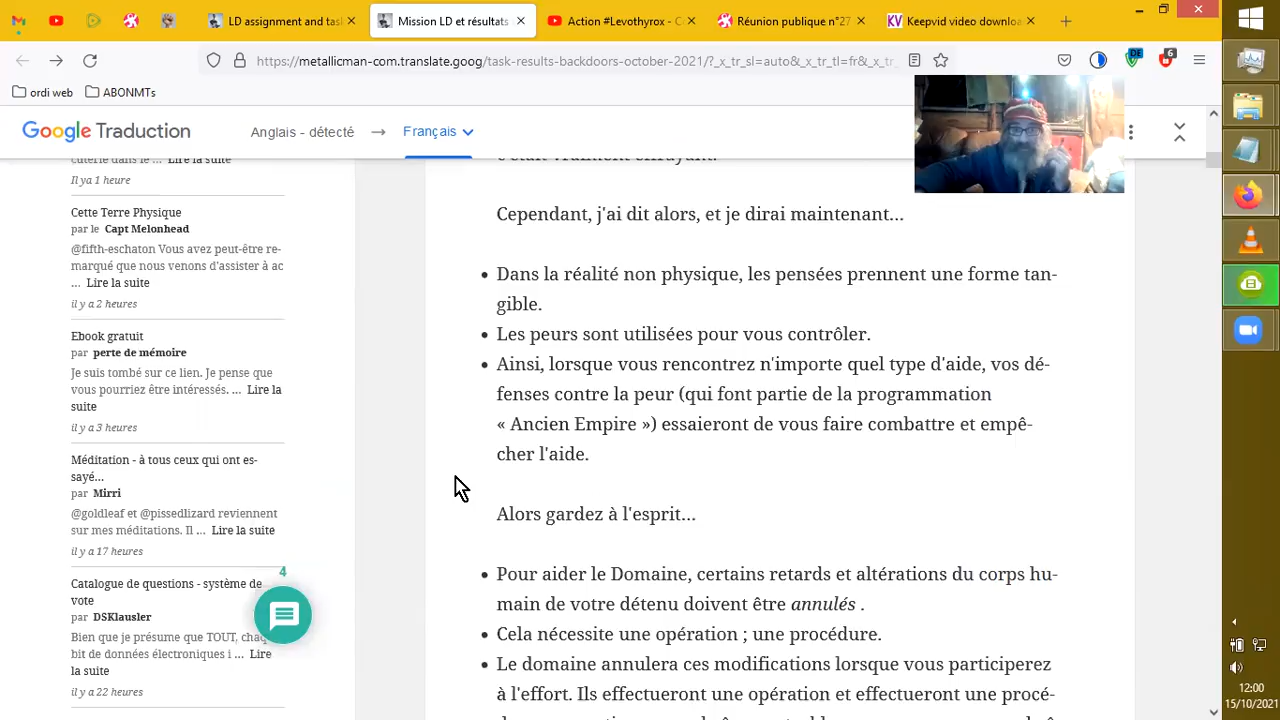 LD assignment and tas
Mission LD et résultats
Action #Levothyrox - C
Réunion publique n°27
Keepvid video downloa
https://metallicman-com.translate.goog/task-results-backdoors-october-2021/?_x_tr_sl=auto&_x_tr_tl=fr&_x_tr_
DE
6
ordi web
ABONMTs
Google Traduction
Anglais - détecté
Français
cuterie dans le ... Lire la suite
Il y a 1 heure
Cette Terre Physique
par le Capt Melonhead
@fifth-eschaton Vous avez peut-être re-
marqué que nous venons d'assister à ac
... Lire la suite
il y a 2 heures
Ebook gratuit
par perte de mémoire
Je suis tombé sur ce lien. Je pense que
vous pourriez être intéressés. ... Lire la
suite
il y a 3 heures
Méditation - à tous ceux qui ont es-
sayé...
par Mirri
@goldleaf et @pissedlizard reviennent
sur mes méditations. Il ... Lire la suite
il y a 17 heures
4
Catalogue de questions - système de
vote
par DSKlausler
Bien que je présume que TOUT, chaq
bit de données électroniques i ... Lire
la suite
il y a 22 heures
c'était vraiment effrayant.
Cependant, j'ai dit alors, et je dirai maintenant...
• Dans la réalité non physique, les pensées prennent une forme tan-
gible.
• Les peurs sont utilisées pour vous contrôler.
• Ainsi, lorsque vous rencontrez n'importe quel type d'aide, vos dé-
fenses contre la peur (qui font partie de la programmation
« Ancien Empire ») essaieront de vous faire combattre et empê-
cher l'aide.
Alors gardez à l'esprit...
• Pour aider le Domaine, certains retards et altérations du corps hu-
main de votre détenu doivent être annulés .
• Cela nécessite une opération ; une procédure.
• Le domaine annulera ces modifications lorsque vous participerez
à l'effort. Ils effectueront une opération et effectueront une procé-
12:00
15/10/2021